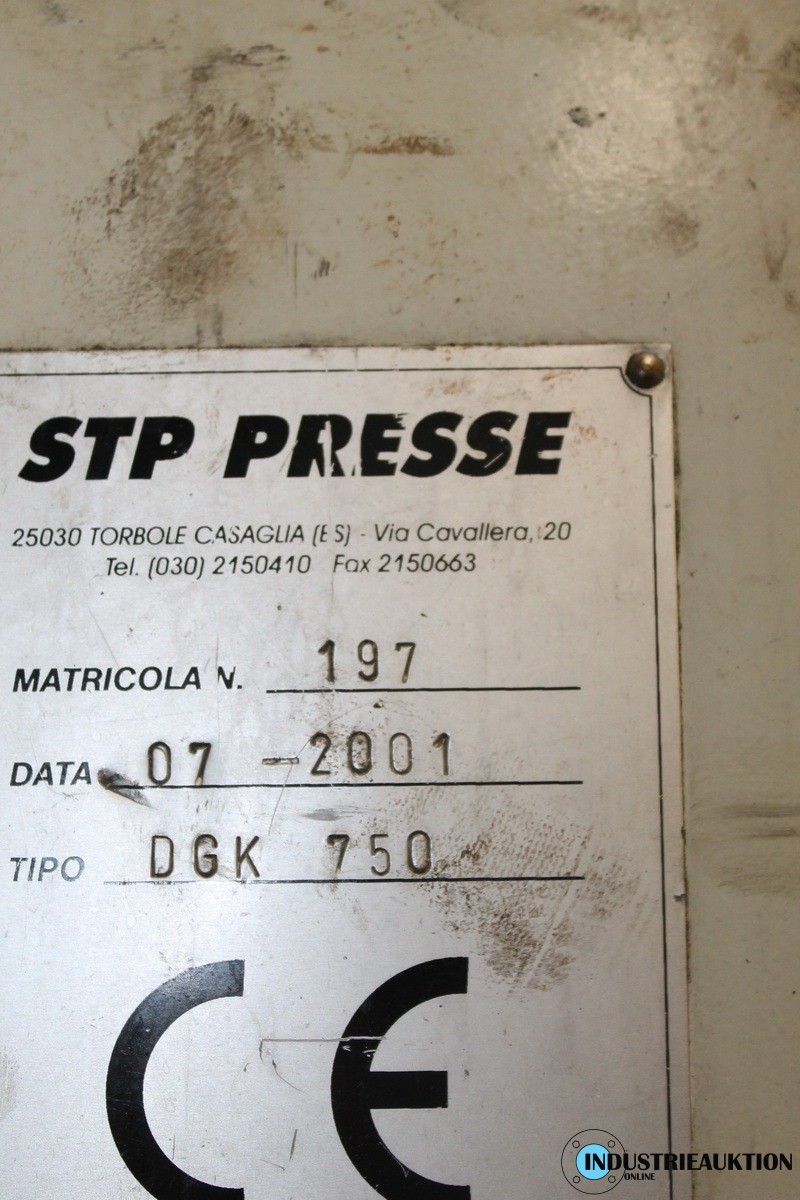 STP PRESSE
25030 TORBOLE CASAGLIA (BS) - Via Cavallera, 20
Tel. (030) 2150410 Fax 2150663
MATRICOLA N. 197
DATA 07 - 2001
TIPO DGK 750
CE
INDUSTRIEAUKTION
ONLINE